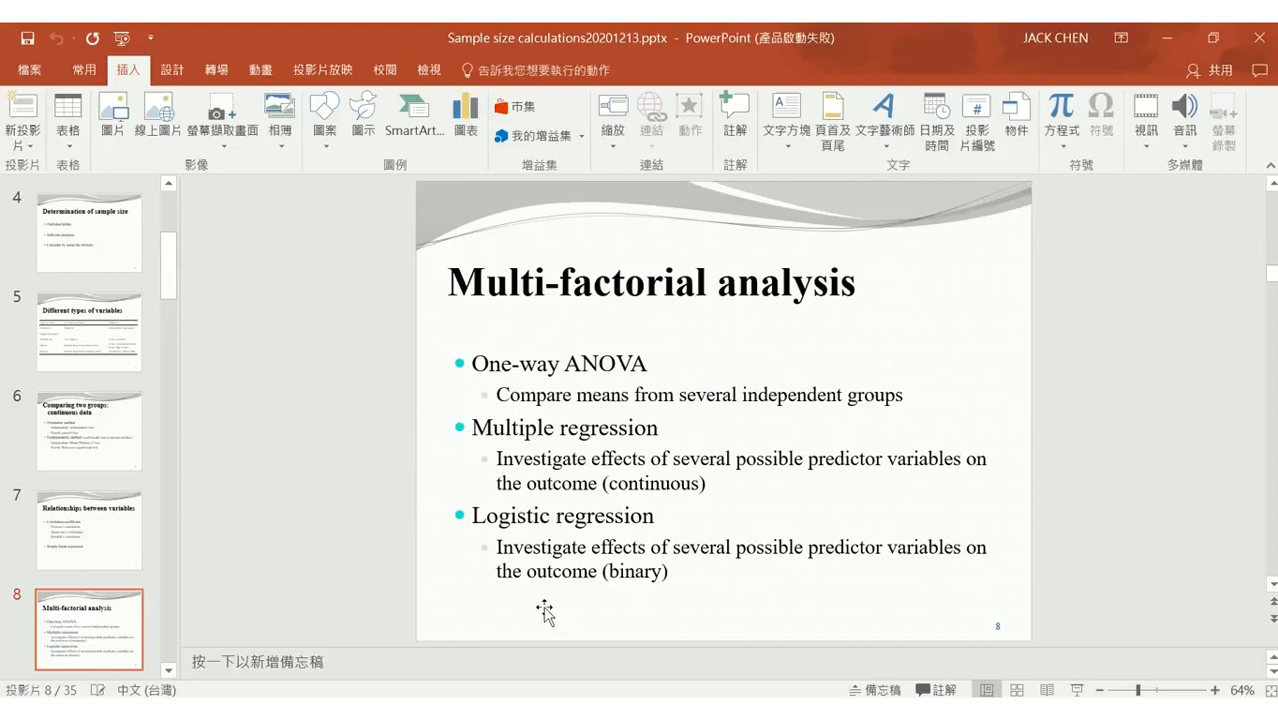 Sample size calculations20201213.pptx - PowerPoint (產品啟動失敗)
JACK CHEN
檔案 常用 插入 設計 轉場 動畫 投影片放映 校閱 檢視 告訴我您想要執行的動作
共用
新投影片 表格 圖片 線上圖片 螢幕擷取畫面 相簿 圖案 圖示 SmartArt... 圖表 市集 我的增益集 縮放 連結 動作 註解 文字方塊 頁首及頁尾 文字藝術師 日期及時間 投影片編號 物件 方程式 符號 視訊 音訊 螢幕錄製
投影片 表格 影像 圖例 增益集 連結 註解 文字 符號 多媒體
4
Determination of sample size
5
Different types of variables
6
Comparing two groups:
continuous data
7
Relationships between variables
8
Multi-factorial analysis
Multi-factorial analysis
One-way ANOVA
Compare means from several independent groups
Multiple regression
Investigate effects of several possible predictor variables on
the outcome (continuous)
Logistic regression
Investigate effects of several possible predictor variables on
the outcome (binary)
8
按一下以新增備忘稿
投影片 8 / 35 中文 (台灣) 備忘稿 註解 64%